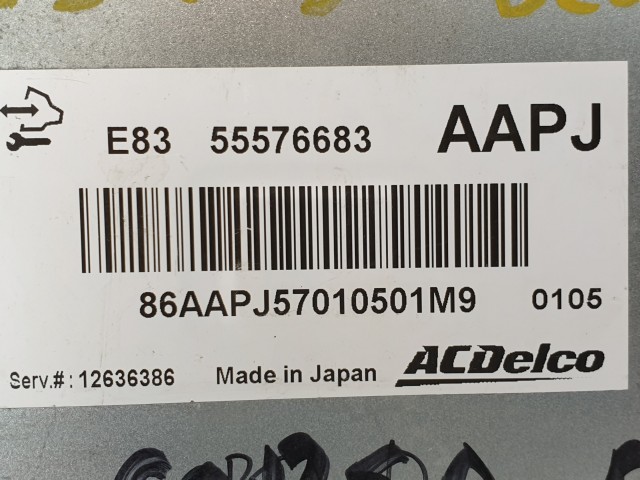 E83 55576683 AAPJ
86AAPJ57010501M9 0105
Serv.#: 12636386 Made in Japan ACDelco